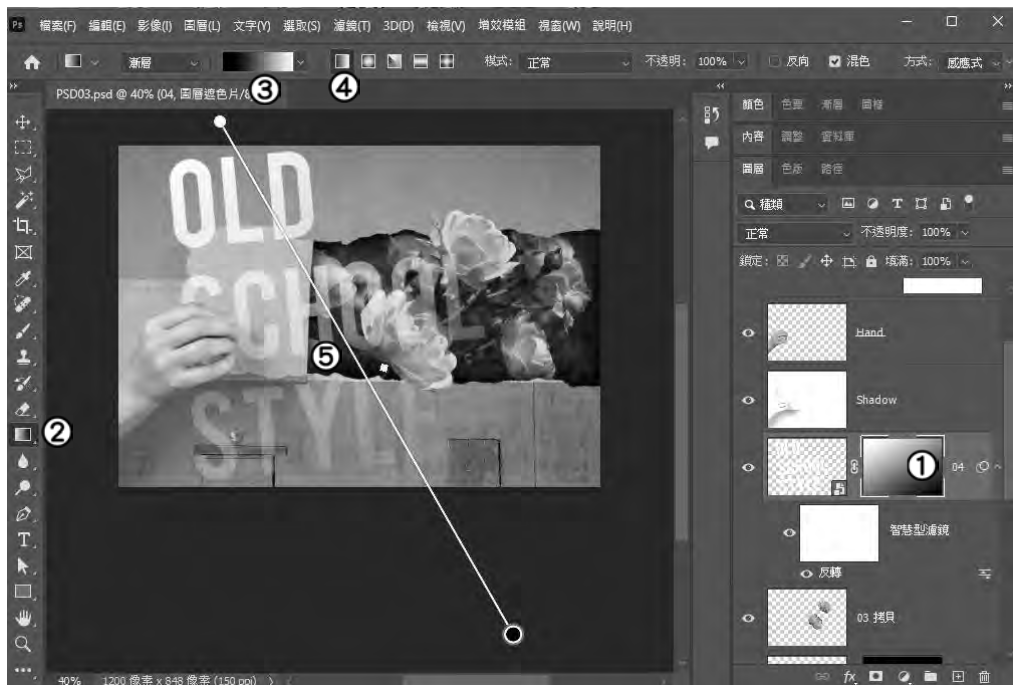 Ps 檔案(F) 編輯(E) 影像(I) 圖層(L) 文字(Y) 選取(S) 濾鏡(T) 3D(D) 檢視(V) 增效模組 視窗(W) 說明(H)
漸層 模式: 正常 不透明: 100% 反向 混色 方式: 感應式
③ ④
PSD03.psd @ 40% (04, 圖層遮色片/8)
顏色 色票 漸層 圖樣
內容 調整 資料庫
圖層 色版 路徑
種類
正常 不透明度: 100%
鎖定: 填滿: 100%
OLD
SCHOOL
STYLE
⑤
②
Hand
Shadow
OLD
SCHOOL
① 04
智慧型濾鏡
反轉
03 拷貝
40% 1200 像素 x 848 像素 (150 ppi)
fx